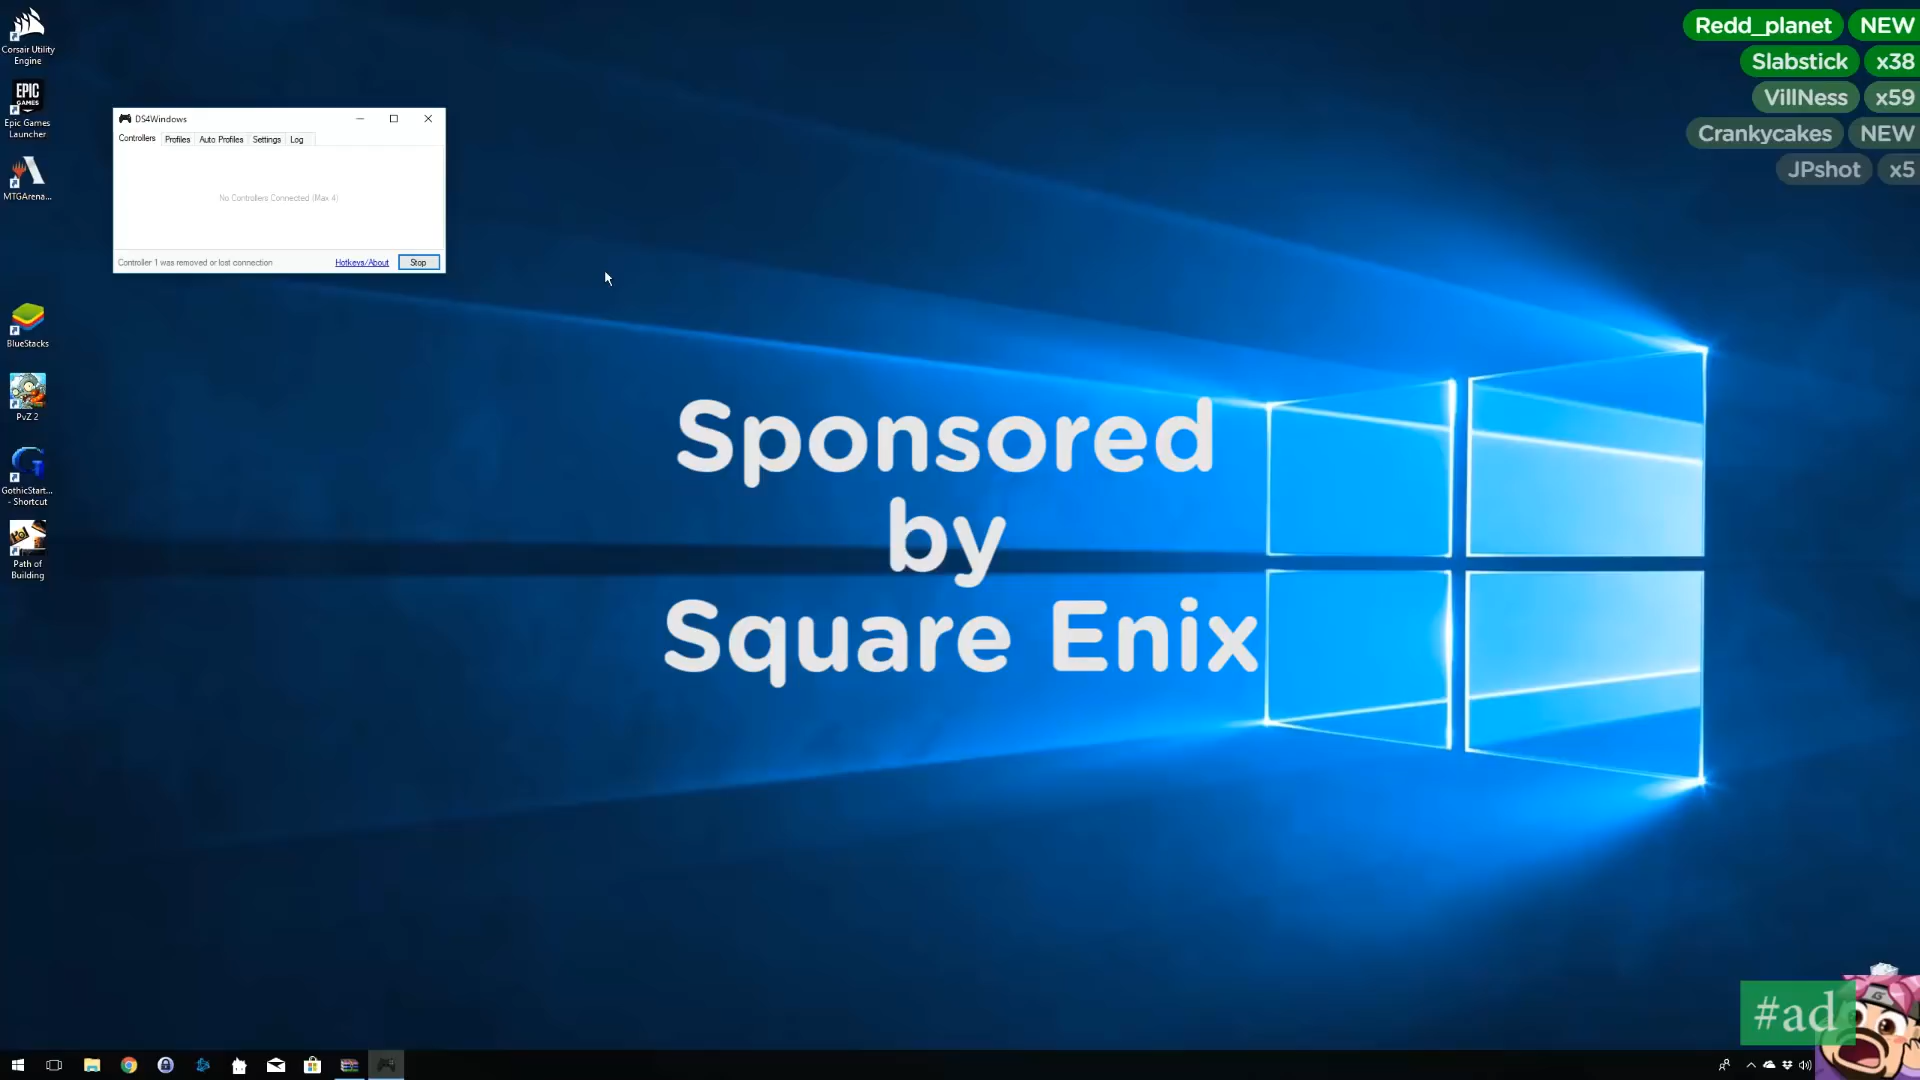 Corsair Utility
Engine
EPIC
GAMES
Epic Games
Launcher
MTGArena...
BlueStacks
PvZ 2
GothicStart...
- Shortcut
PoB
Path of
Building
DS4Windows
Controllers Profiles Auto Profiles Settings Log
No Controllers Connected (Max 4)
Controller 1 was removed or lost connection Hotkeys/About Stop
Redd_planet NEW
Slabstick x38
VillNess x59
Crankycakes NEW
JPshot x5
Sponsored
by
Square Enix
#ad